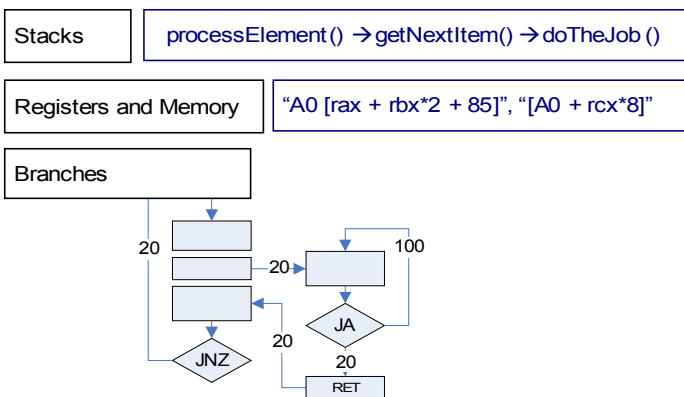 Stacks
processElement() →getNextItem() →doTheJob ()
Registers and Memory
“A0 [rax + rbx*2 + 85]”, “[A0 + rcx*8]”
Branches
20
100
20
JA
20
JNZ
20
RET